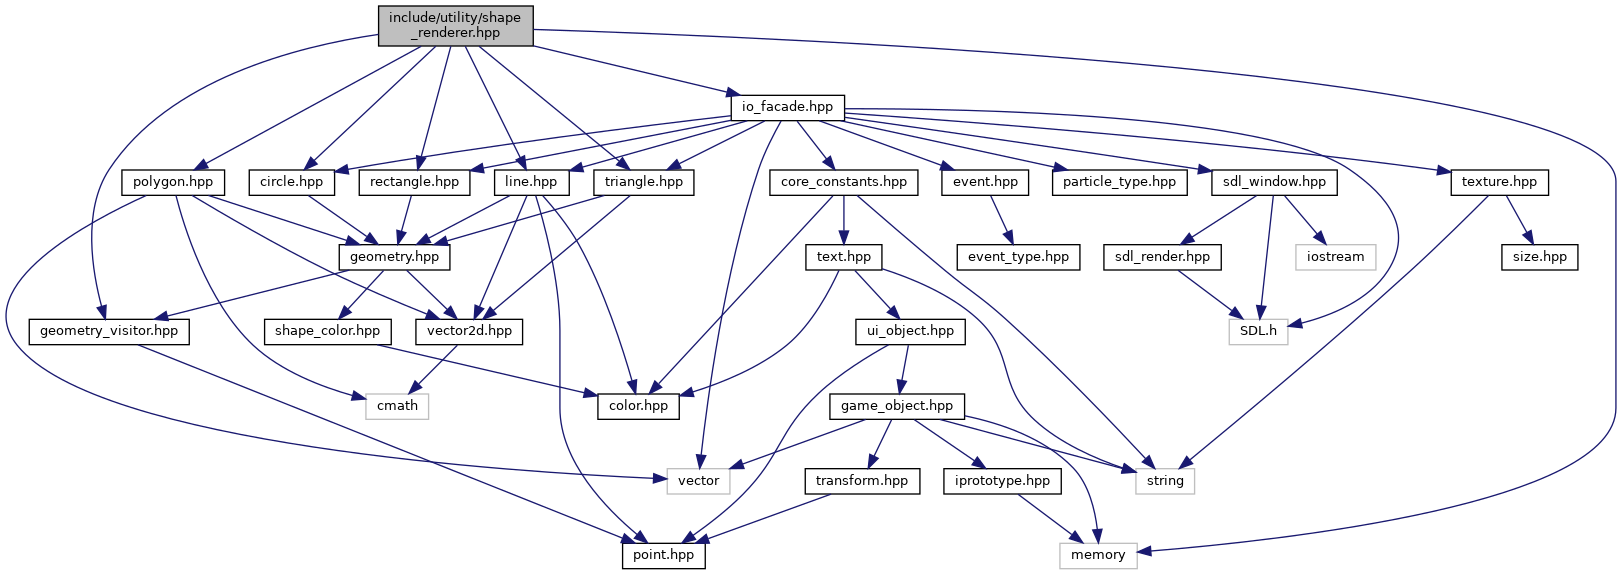 include/utility/shape
_renderer.hpp
io_facade.hpp
polygon.hpp
circle.hpp
rectangle.hpp
line.hpp
triangle.hpp
core_constants.hpp
event.hpp
particle_type.hpp
sdl_window.hpp
texture.hpp
geometry.hpp
text.hpp
event_type.hpp
sdl_render.hpp
iostream
size.hpp
geometry_visitor.hpp
shape_color.hpp
vector2d.hpp
ui_object.hpp
SDL.h
cmath
color.hpp
game_object.hpp
vector
transform.hpp
iprototype.hpp
string
point.hpp
memory